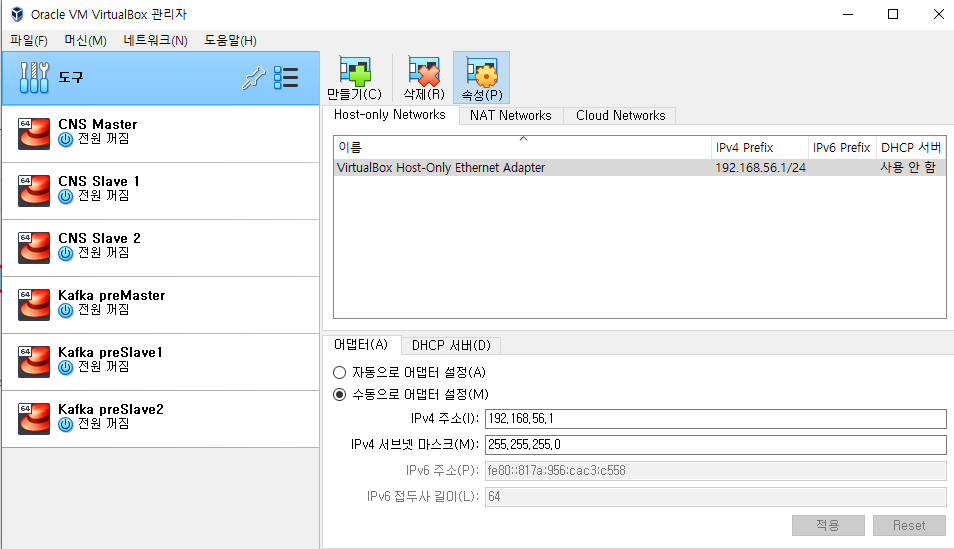 Oracle VM VirtualBox 관리자
파일(F) 머신(M) 네트워크(N) 도움말(H)
도구
만들기(C) 삭제(R) 속성(P)
64
CNS Master
전원 꺼짐
64
CNS Slave 1
전원 꺼짐
64
CNS Slave 2
전원 꺼짐
64
Kafka preMaster
전원 꺼짐
64
Kafka preSlave1
전원 꺼짐
64
Kafka preSlave2
전원 꺼짐
Host-only Networks NAT Networks Cloud Networks
이름 IPv4 Prefix IPv6 Prefix DHCP 서버
VirtualBox Host-Only Ethernet Adapter 192.168.56.1/24 사용 안 함
어댑터(A) DHCP 서버(D)
자동으로 어댑터 설정(A)
수동으로 어댑터 설정(M)
IPv4 주소(I): 192.168.56.1
IPv4 서브넷 마스크(M): 255.255.255.0
IPv6 주소(P): fe80::817a:956:cac3:c558
IPv6 접두사 길이(L): 64
적용 Reset